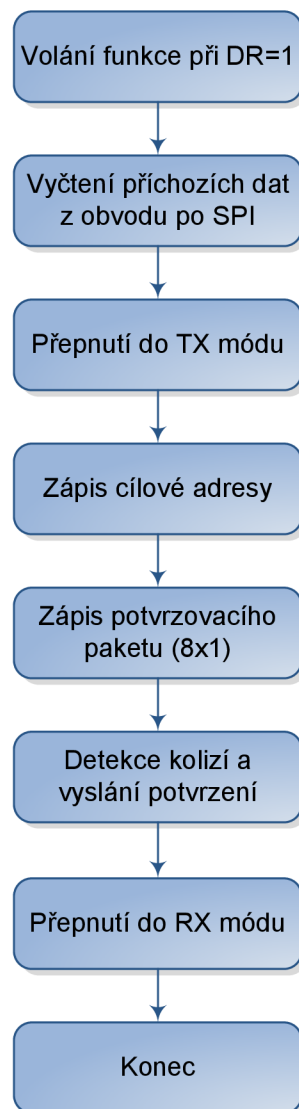 Volání funkce při DR=1
Vyčtení příchozích dat
z obvodu po SPI
Přepnutí do TX módu
Zápis cílové adresy
Zápis potvrzovacího
paketu (8x1)
Detekce kolizí a
vyslání potvrzení
Přepnutí do RX módu
Konec